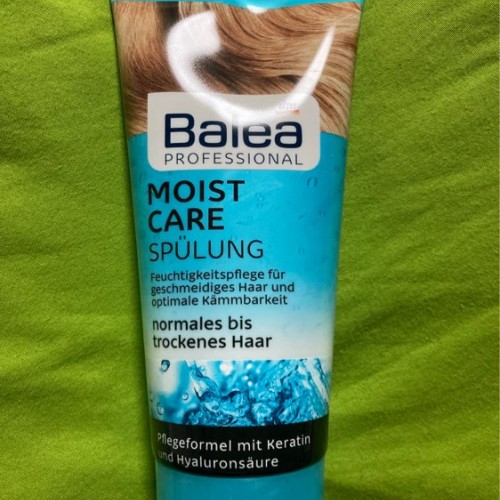 dm
Balea
PROFESSIONAL
MOIST
CARE
SPÜLUNG
Feuchtigkeitspflege für
geschmeidiges Haar und
optimale Kämmbarkeit
normales bis
trockenes Haar
Pflegeformel mit Keratin
und Hyaluronsäure